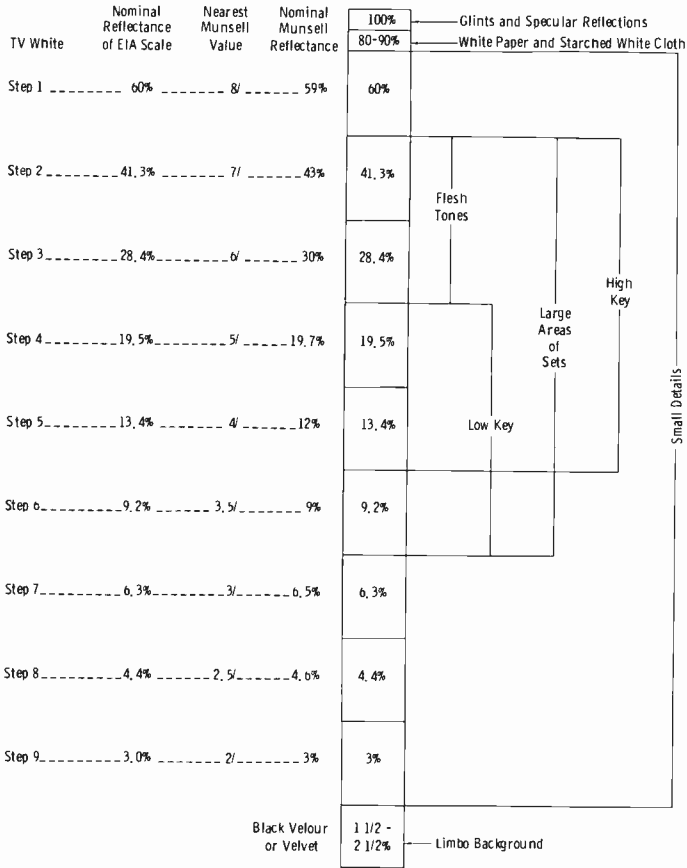 Nominal Reflectance of EIA Scale
Nearest Munsell Value
Nominal Munsell Reflectance
TV White
100% Glints and Specular Reflections
80-90% White Paper and Starched White Cloth
Step 1 60% 8/ 59% 60%
Step 2 41.3% 7/ 43% 41.3%
Flesh Tones
Step 3 28.4% 6/ 30% 28.4%
High Key
Large Areas of Sets
Step 4 19.5% 5/ 19.7% 19.5%
Small Details
Step 5 13.4% 4/ 12% 13.4%
Low Key
Step 6 9.2% 3.5/ 9% 9.2%
Step 7 6.3% 3/ 6.5% 6.3%
Step 8 4.4% 2.5/ 4.6% 4.4%
Step 9 3.0% 2/ 3% 3%
Black Velour or Velvet
1 1/2 - 2 1/2% Limbo Background